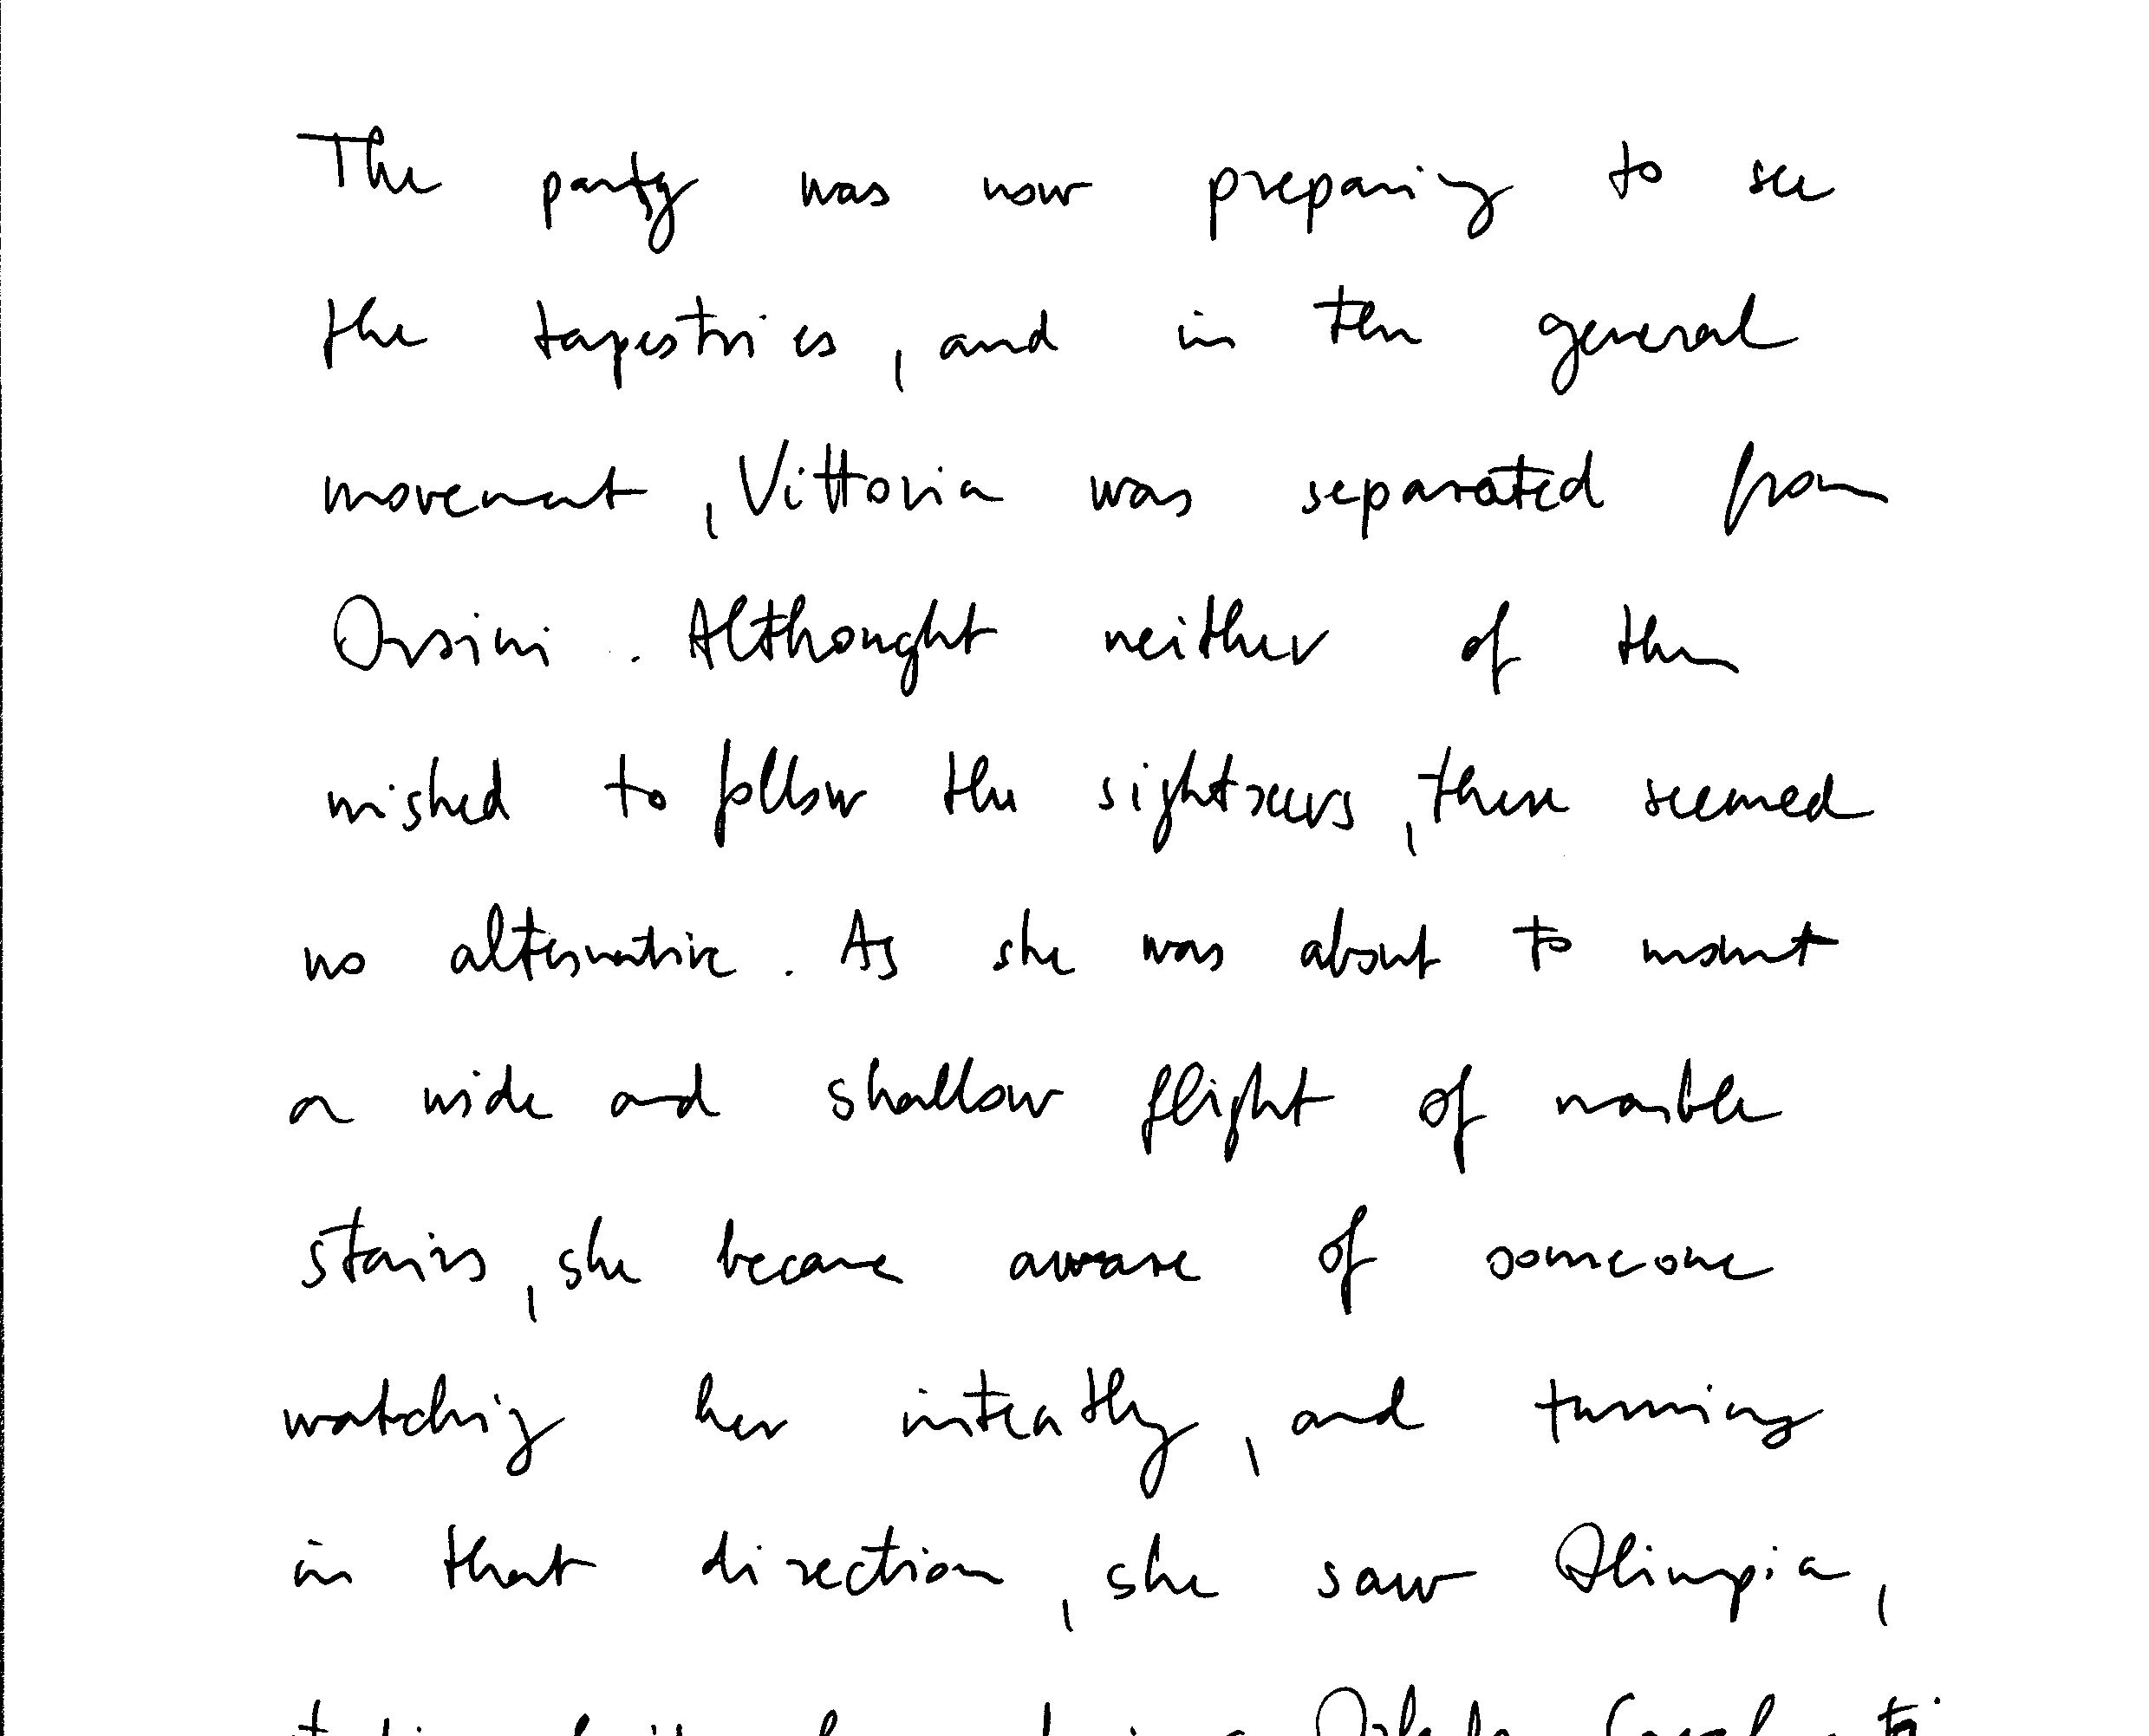 The party was now preparing to see
the tapestries, and in the general
movement, Vittoria was separated from
Orsini. Althought neither of them
wished to follow the sightseers, there seemed
no alternative. As she was about to mount
a wide and shallow flight of marble
stairs, she became aware of someone
watching her intently, and turning
in that direction, she saw Olimpia,